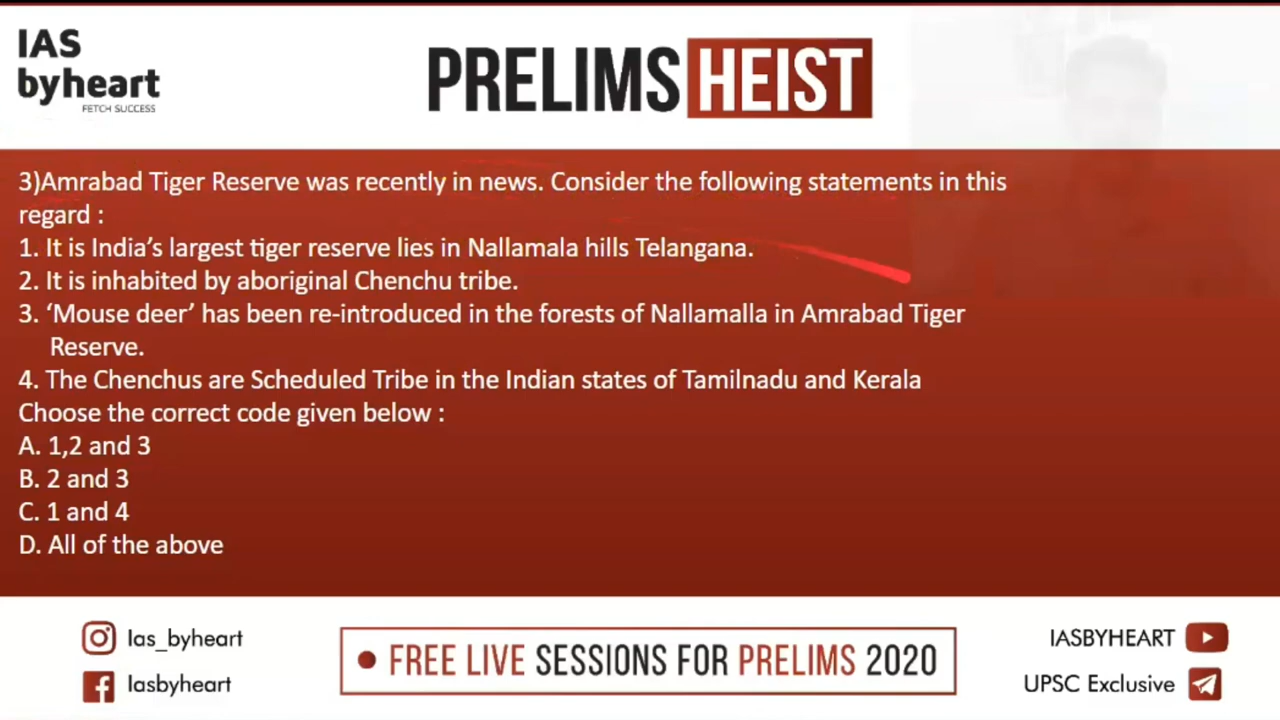 IAS
byheart
FETCH SUCCESS
PRELIMS HEIST
3)Amrabad Tiger Reserve was recently in news. Consider the following statements in this
regard :
1. It is India’s largest tiger reserve lies in Nallamala hills Telangana.
2. It is inhabited by aboriginal Chenchu tribe.
3. ‘Mouse deer’ has been re-introduced in the forests of Nallamalla in Amrabad Tiger
Reserve.
4. The Chenchus are Scheduled Tribe in the Indian states of Tamilnadu and Kerala
Choose the correct code given below :
A. 1,2 and 3
B. 2 and 3
C. 1 and 4
D. All of the above
Ias_byheart
Iasbyheart
• FREE LIVE SESSIONS FOR PRELIMS 2020
IASBYHEART
UPSC Exclusive